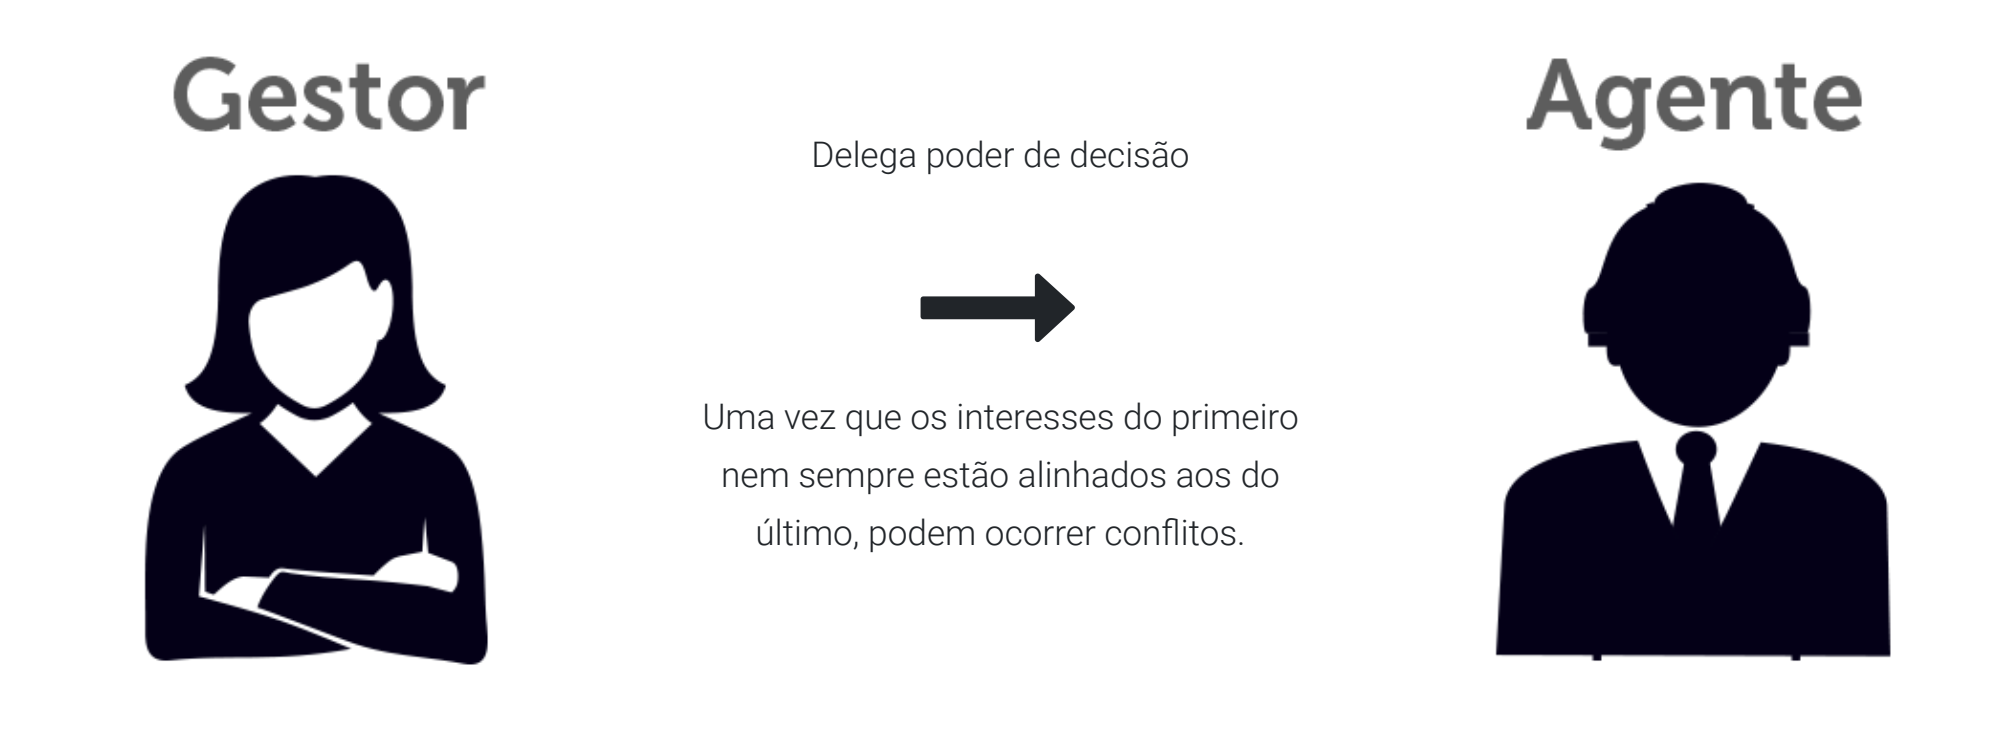 Gestor
Agente
Delega poder de decisão
Uma vez que os interesses do primeiro
nem sempre estão alinhados aos do
último, podem ocorrer conflitos.